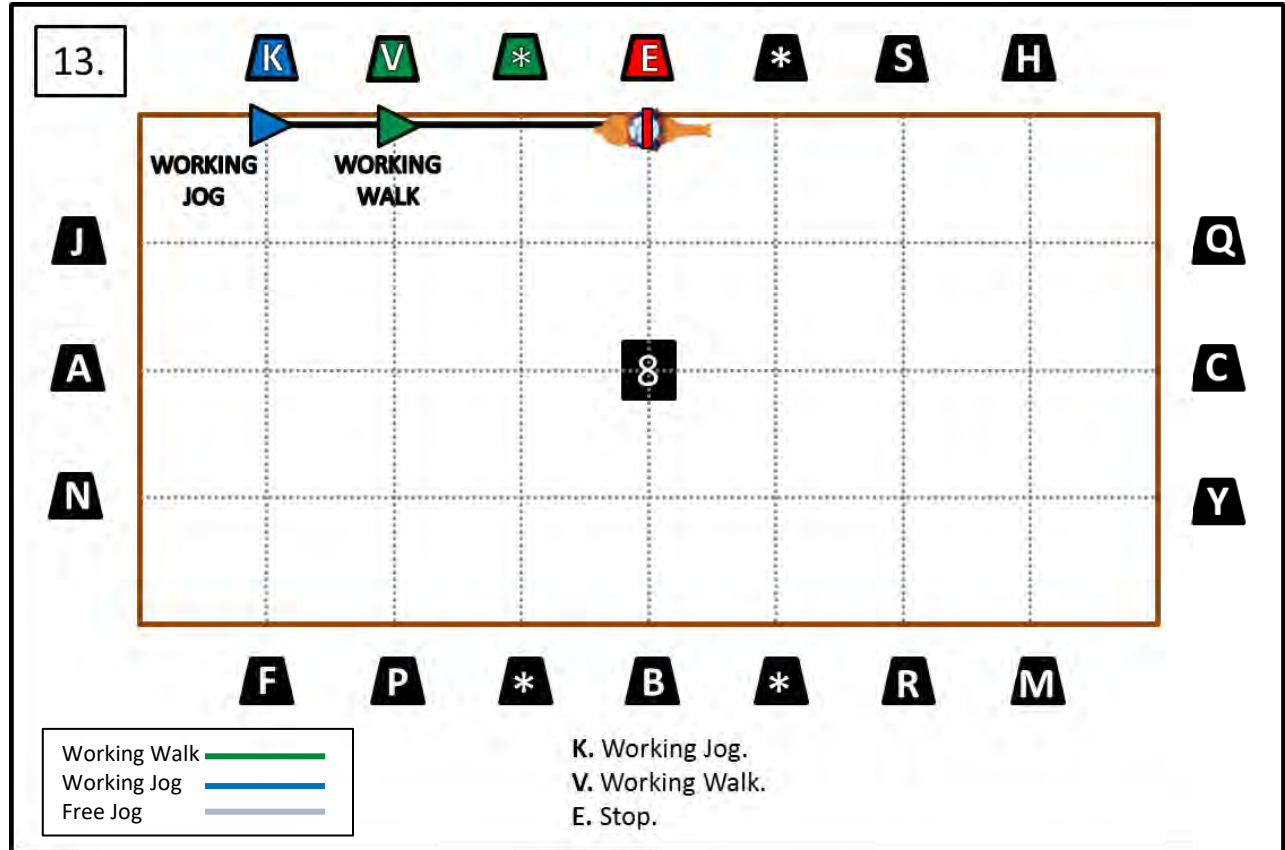 13.
K V * E * S H
WORKING
JOG
WORKING
WALK
J
Q
A
8
C
N
Y
F P * B * R M
Working Walk
Working Jog
Free Jog
K. Working Jog.
V. Working Walk.
E. Stop.